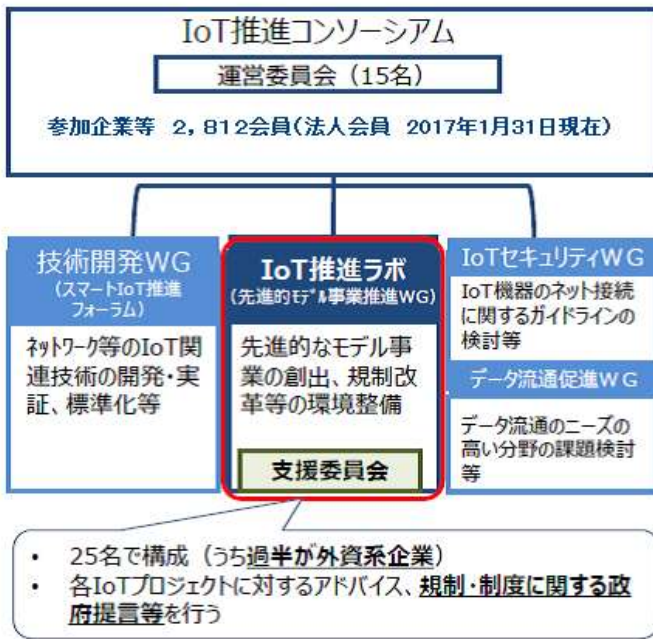 IoT推進コンソーシアム
運営委員会（15名）
参加企業等　2，812会員（法人会員　2017年1月31日現在）
技術開発WG
（スマートIoT推進
フォーラム）
ﾈｯﾄﾜｰｸ等のIoT関
連技術の開発・実
証、標準化等
IoT推進ラボ
（先進的ﾓﾃﾞﾙ事業推進WG）
先進的なモデル事
業の創出、規制改
革等の環境整備
支援委員会
IoTセキュリティWG
IoT機器のネット接続
に関するガイドラインの
検討等
データ流通促進WG
データ流通のニーズの
高い分野の課題検討
等
• 25名で構成（うち過半が外資系企業）
• 各IoTプロジェクトに対するアドバイス、規制・制度に関する政
府提言等を行う